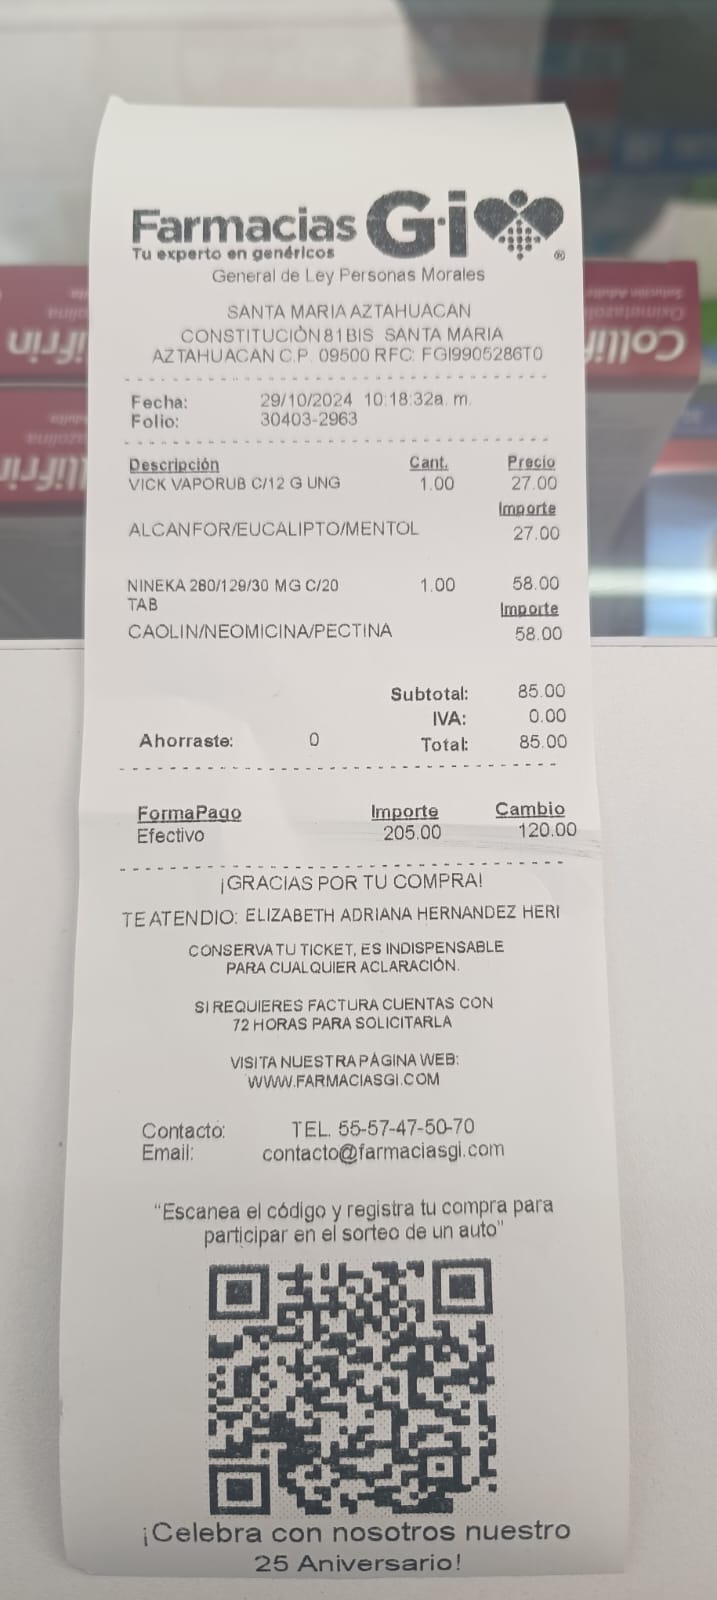 Farmacias G·i
Tu experto en genéricos ®
General de Ley Personas Morales
SANTA MARIA AZTAHUACAN
CONSTITUCIÒN 81 BIS SANTA MARIA
AZTAHUACAN C.P. 09500 RFC: FGI9905286T0
Fecha: 29/10/2024 10:18:32a. m.
Folio: 30403-2963
Descripción Cant. Precio
VICK VAPORUB C/12 G UNG 1.00 27.00
Importe
ALCANFOR/EUCALIPTO/MENTOL 27.00
NINEKA 280/129/30 MG C/20 1.00 58.00
TAB Importe
CAOLIN/NEOMICINA/PECTINA 58.00
Subtotal: 85.00
IVA: 0.00
Ahorraste: 0 Total: 85.00
FormaPago Importe Cambio
Efectivo 205.00 120.00
¡GRACIAS POR TU COMPRA!
TE ATENDIO: ELIZABETH ADRIANA HERNANDEZ HERI
CONSERVA TU TICKET, ES INDISPENSABLE
PARA CUALQUIER ACLARACIÓN.
SI REQUIERES FACTURA CUENTAS CON
72 HORAS PARA SOLICITARLA
VISITA NUESTRA PÀGINA WEB:
WWW.FARMACIASGI.COM
Contacto: TEL. 55-57-47-50-70
Email: contacto@farmaciasgi.com
"Escanea el código y registra tu compra para
participar en el sorteo de un auto"
¡Celebra con nosotros nuestro
25 Aniversario!